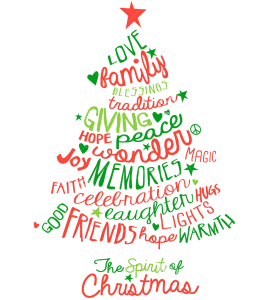 LOVE
family
BLESSINGS
tradition
GIVING
HOPE peace
wonder
Joy MAGIC
MEMORIES
FAITH celebration HUGS
laughter
GOOD LIGHTS
FRIENDS hope WARMTH
The Spirit of
Christmas